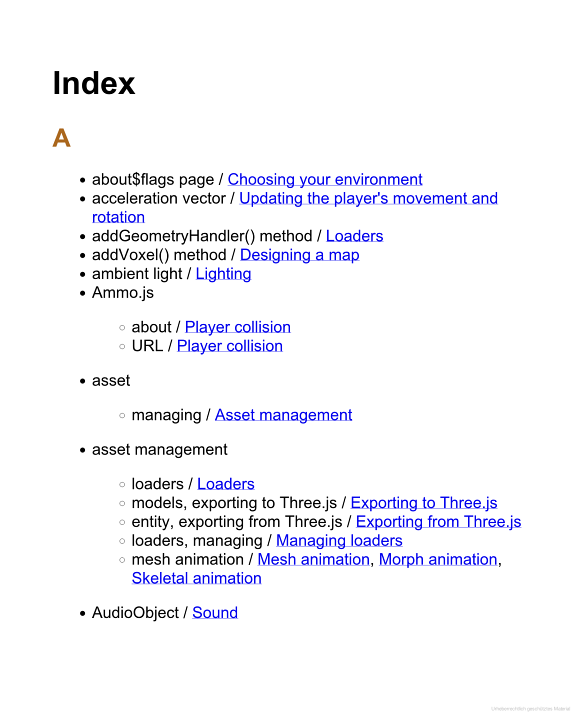 Index
A
about$flags page / Choosing your environment
acceleration vector / Updating the player's movement and
rotation
addGeometryHandler() method / Loaders
addVoxel() method / Designing a map
ambient light / Lighting
Ammo.js
about / Player collision
URL / Player collision
asset
managing / Asset management
asset management
loaders / Loaders
models, exporting to Three.js / Exporting to Three.js
entity, exporting from Three.js / Exporting from Three.js
loaders, managing / Managing loaders
mesh animation / Mesh animation, Morph animation,
Skeletal animation
AudioObject / Sound
Urheberrechtlich geschütztes Material